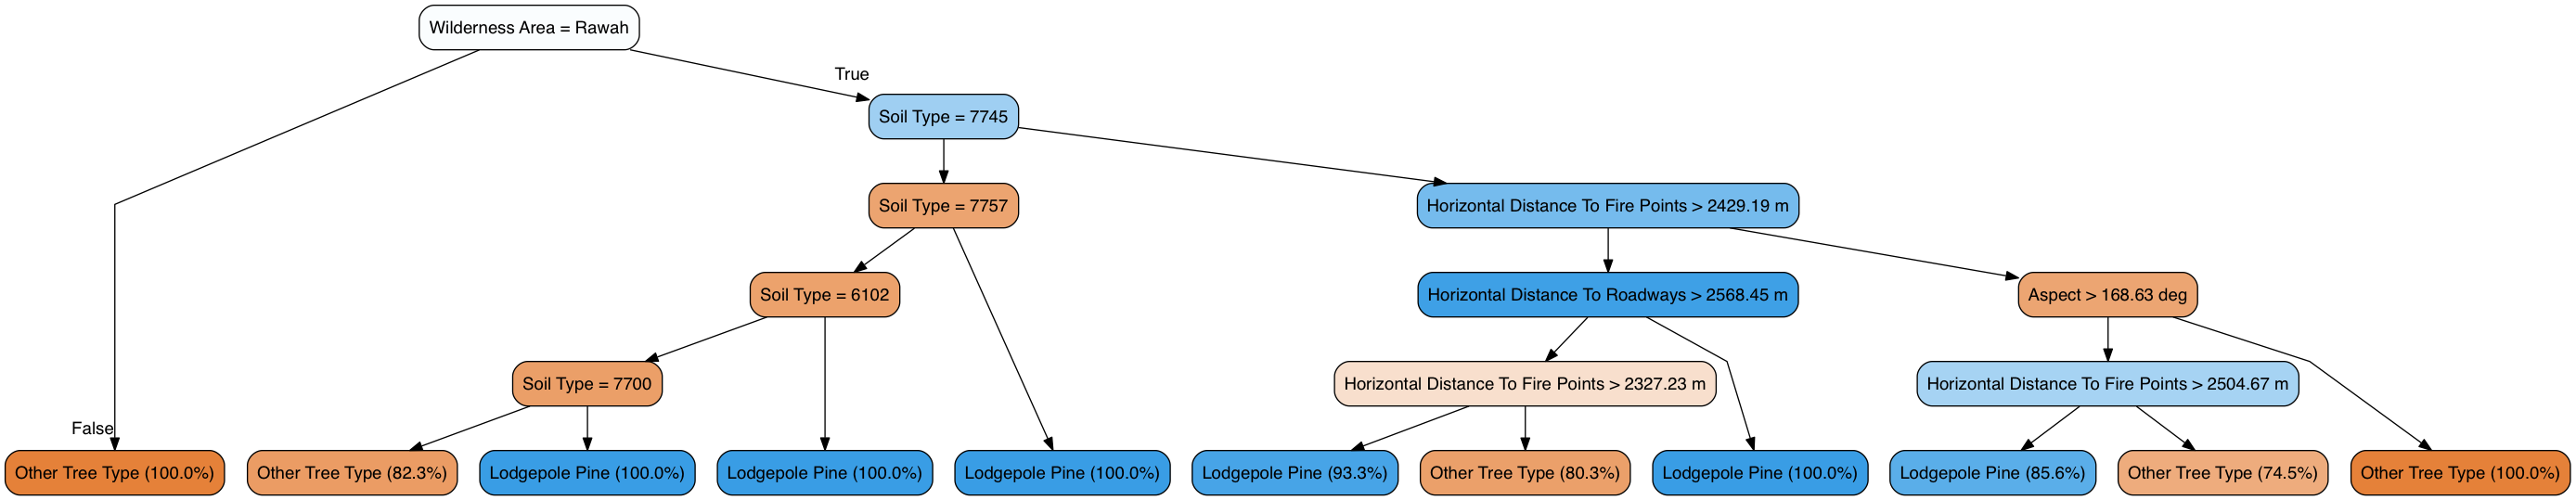 Wilderness Area = Rawah
True
Soil Type = 7745
Soil Type = 7757
Horizontal Distance To Fire Points > 2429.19 m
Soil Type = 6102
Horizontal Distance To Roadways > 2568.45 m
Aspect > 168.63 deg
Soil Type = 7700
Horizontal Distance To Fire Points > 2327.23 m
Horizontal Distance To Fire Points > 2504.67 m
False
Other Tree Type (100.0%)
Other Tree Type (82.3%)
Lodgepole Pine (100.0%)
Lodgepole Pine (100.0%)
Lodgepole Pine (100.0%)
Lodgepole Pine (93.3%)
Other Tree Type (80.3%)
Lodgepole Pine (100.0%)
Lodgepole Pine (85.6%)
Other Tree Type (74.5%)
Other Tree Type (100.0%)